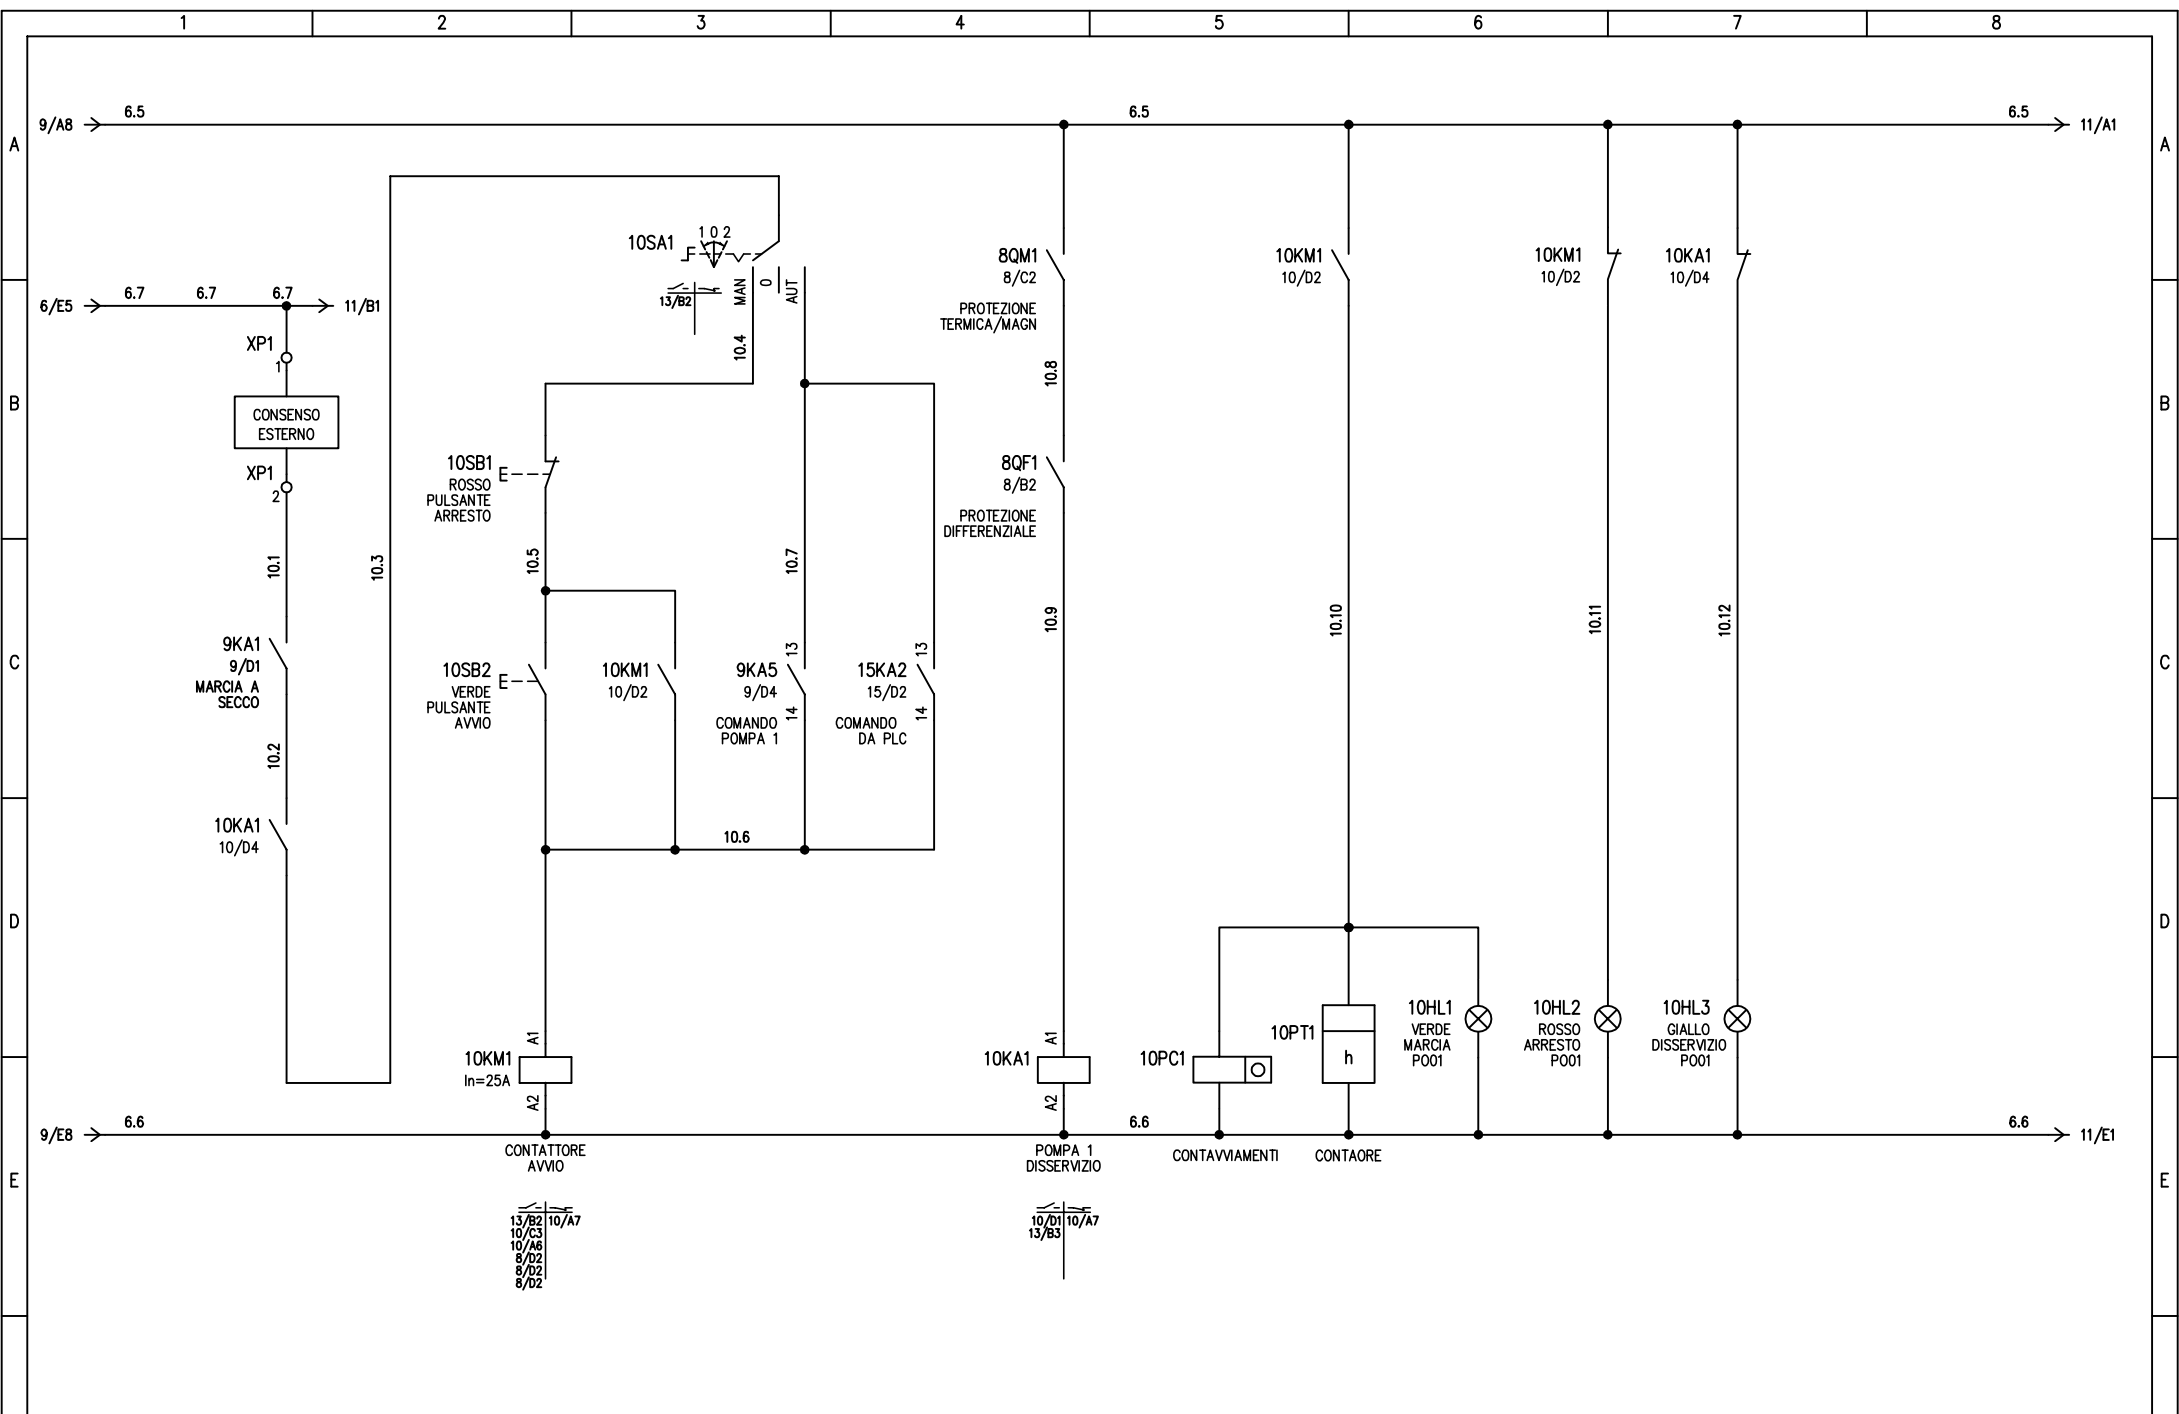 1 2 3 4 5 6 7 8
6.5 6.5 6.5
9/A8 11/A1
A A
1 0 2
10SA1
MAN 0 AUT
13/B2
8QM1
8/C2
PROTEZIONE
TERMICA/MAGN
10KM1
10/D2
10KM1
10/D2
10KA1
10/D4
6.7 6.7 6.7
6/E5 11/B1
XP1
1
10.4
10.8
B B
CONSENSO
ESTERNO
XP1
2
10SB1
ROSSO
PULSANTE
ARRESTO
8QF1
8/B2
PROTEZIONE
DIFFERENZIALE
10.1 10.3 10.5 10.7
10.9 10.10 10.11 10.12
C C
9KA1
9/D1
MARCIA A
SECCO
10SB2
VERDE
PULSANTE
AVVIO
10KM1
10/D2
13
9KA5
9/D4
14
COMANDO
POMPA 1
13
15KA2
15/D2
14
COMANDO
DA PLC
10.2
10KA1
10/D4
10.6
D D
A1
10KM1
In=25A
A2
A1
10KA1
A2
10PC1
10PT1
h
10HL1
VERDE
MARCIA
P001
10HL2
ROSSO
ARRESTO
P001
10HL3
GIALLO
DISSERVIZIO
P001
6.6 6.6 6.6
9/E8 11/E1
CONTATTORE
AVVIO
POMPA 1
DISSERVIZIO
CONTAVVIAMENTI
CONTAORE
E E
13/B2 10/A7
10/C3
10/A6
8/D2
8/D2
8/D2
10/D1 10/A7
13/B3